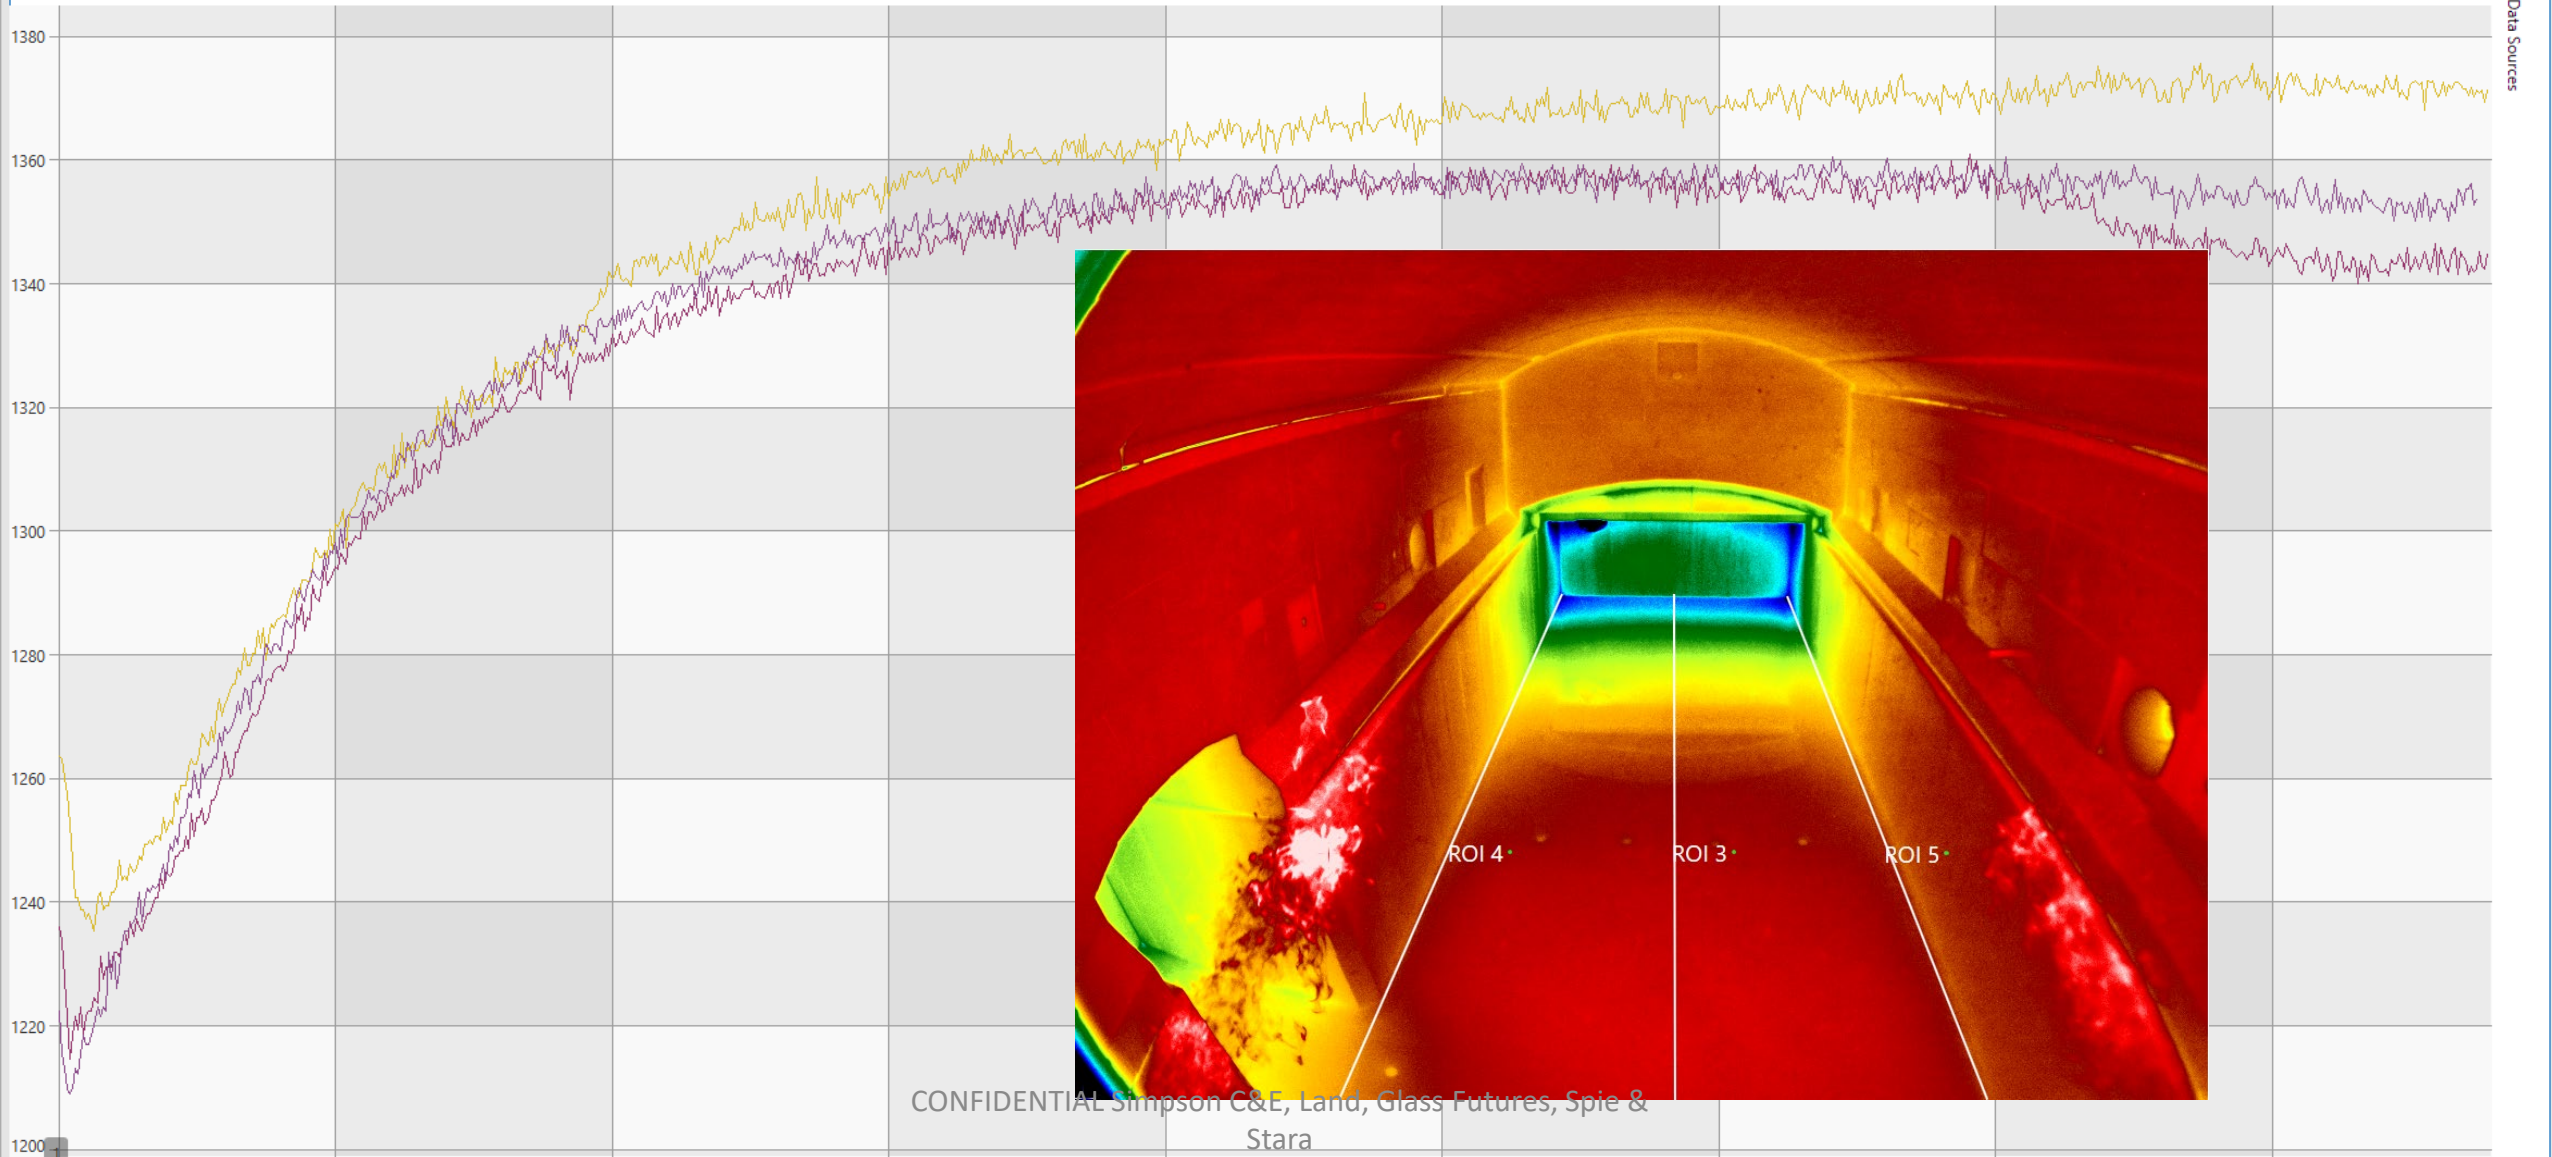 Data Sources
1380
1360
1340
1320
1300
1280
1260
1240
1220
1200
ROI 4
ROI 3
ROI 5
CONFIDENTIAL Simpson C&E, Land, Glass Futures, Spie &
Stara